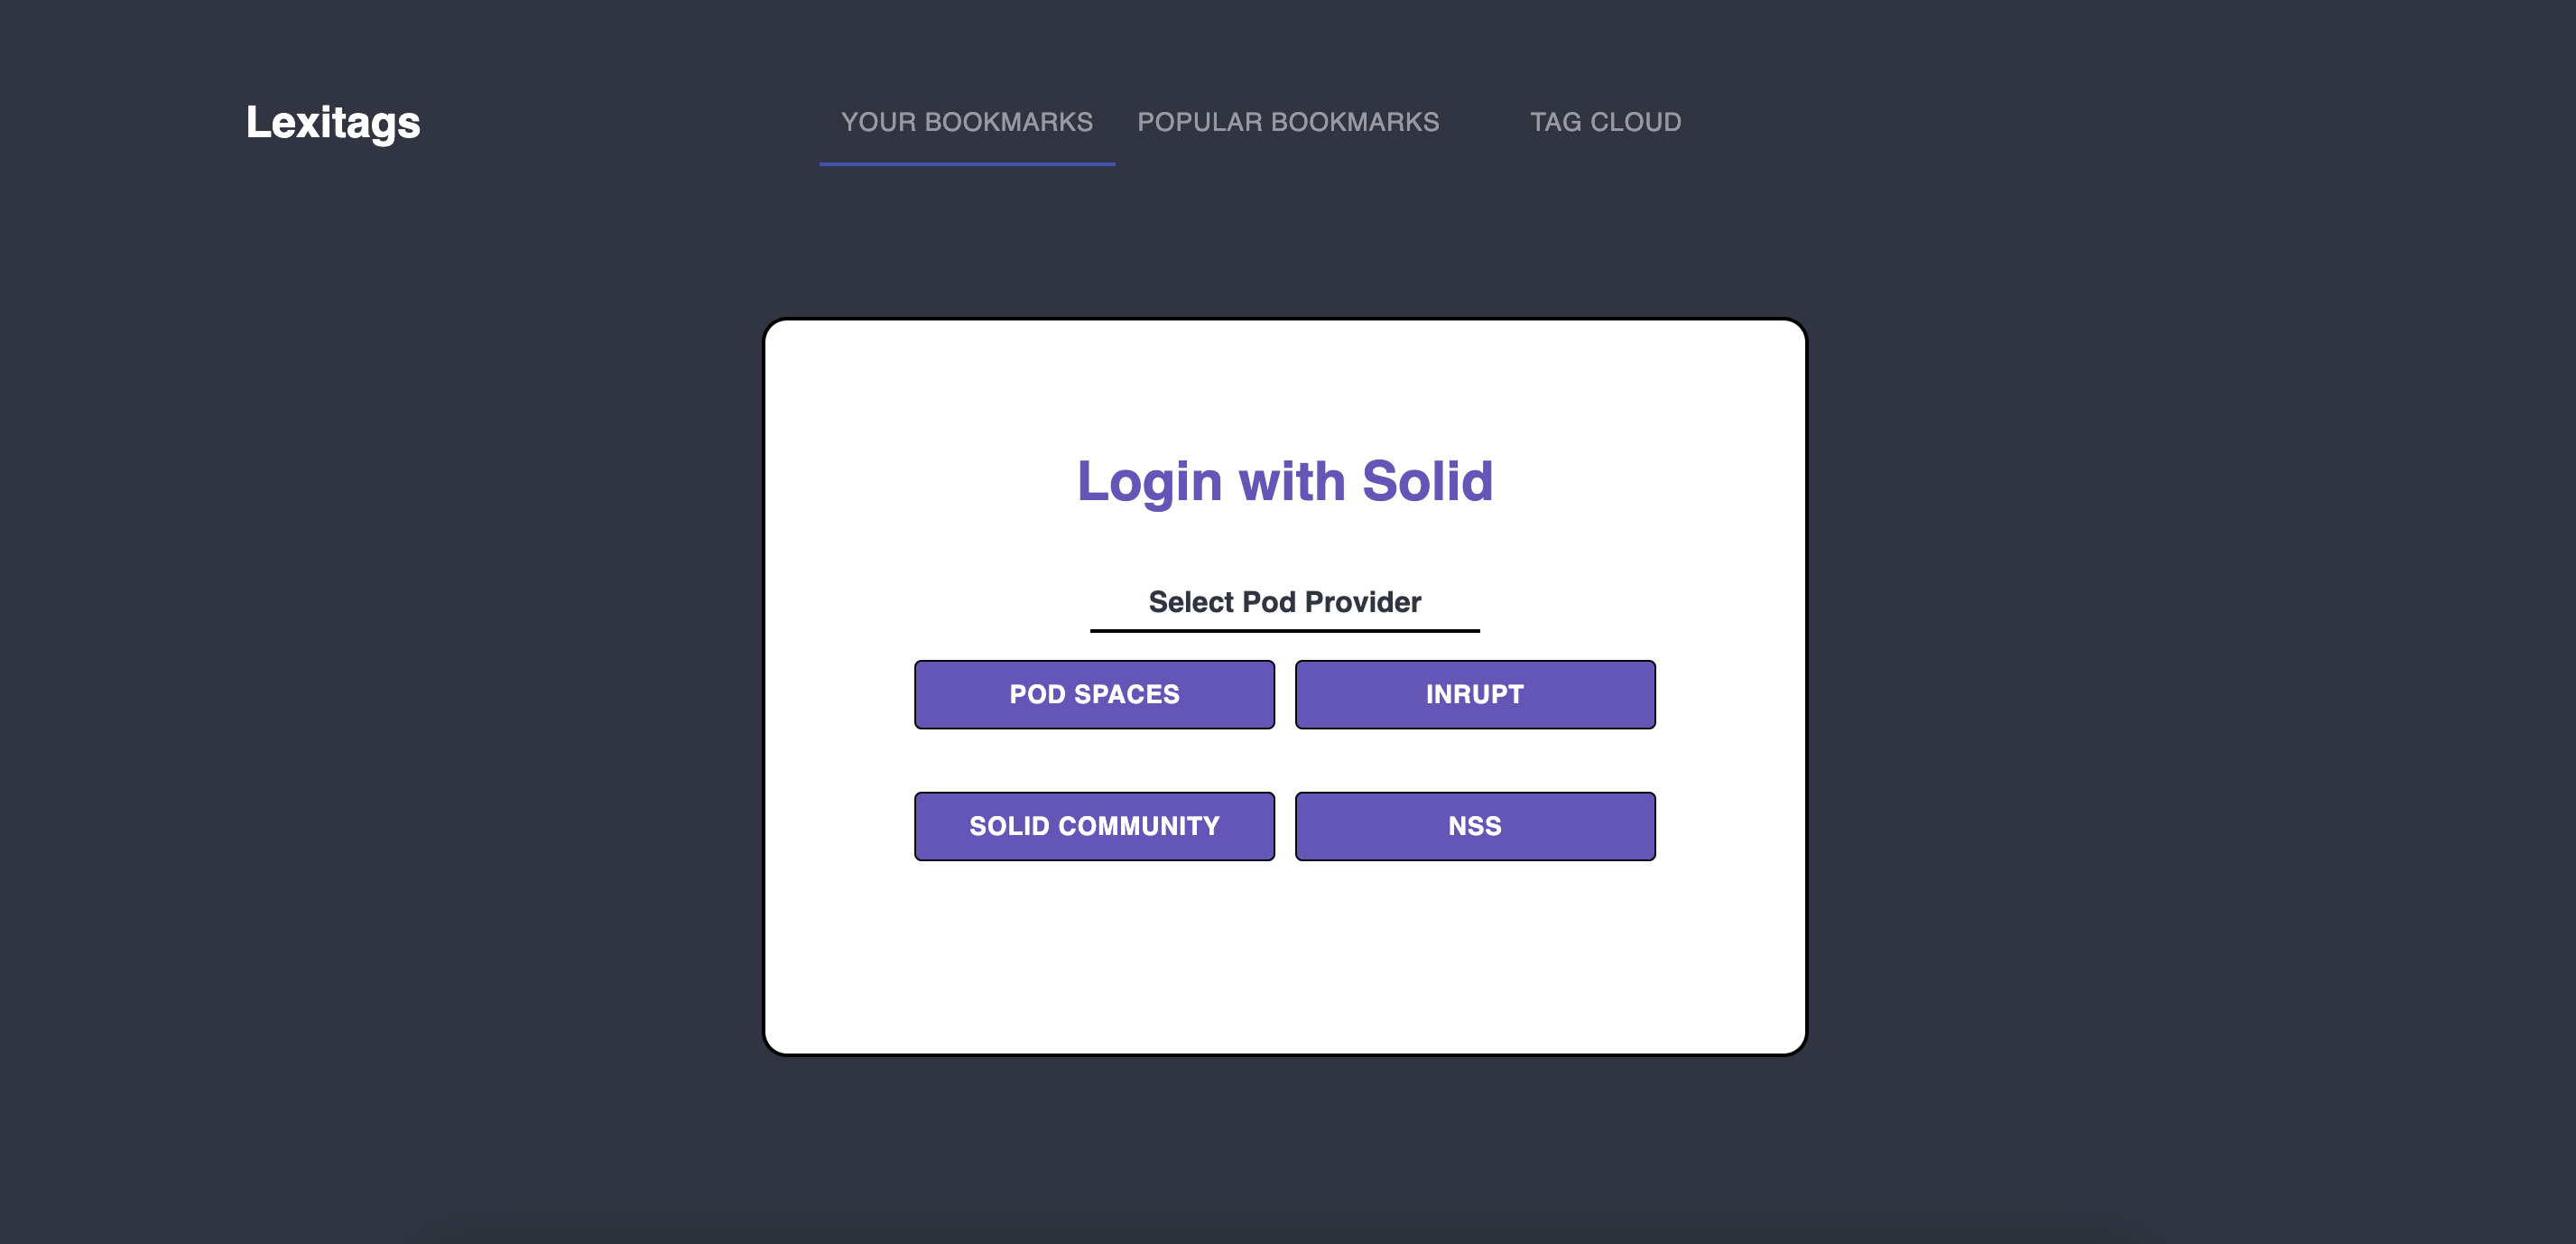 Lexitags
YOUR BOOKMARKS POPULAR BOOKMARKS TAG CLOUD
Login with Solid
Select Pod Provider
POD SPACES INRUPT
SOLID COMMUNITY NSS